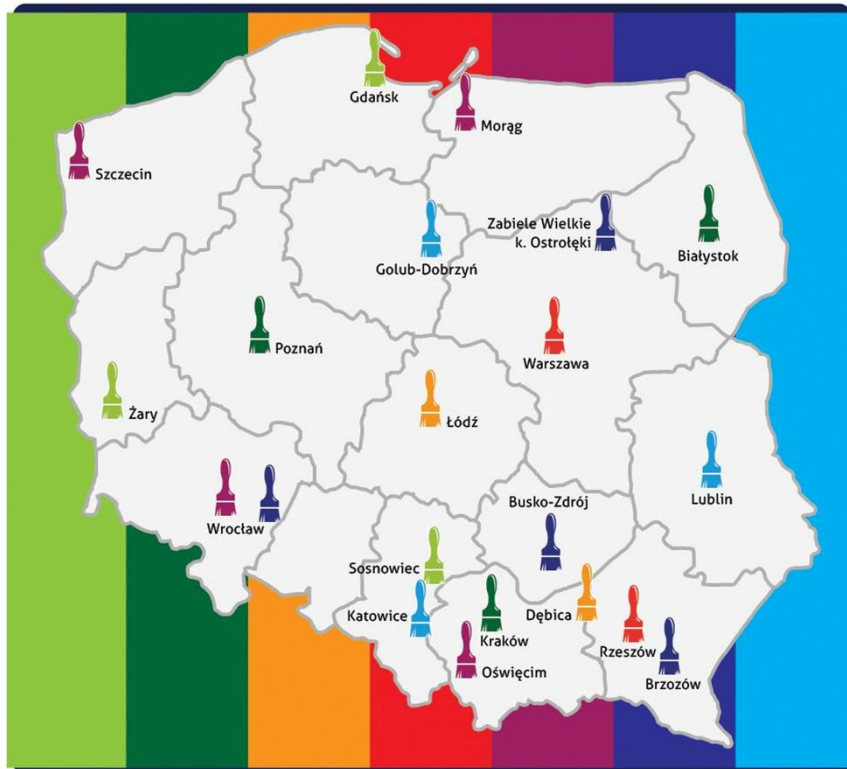 Gdańsk
Morąg
Szczecin
Zabiele Wielkie
k. Ostrołęki
Białystok
Golub-Dobrzyń
Poznań
Warszawa
Żary
Łódź
Lublin
Wrocław
Busko-Zdrój
Sosnowiec
Katowice
Kraków
Dębica
Rzeszów
Oświęcim
Brzozów